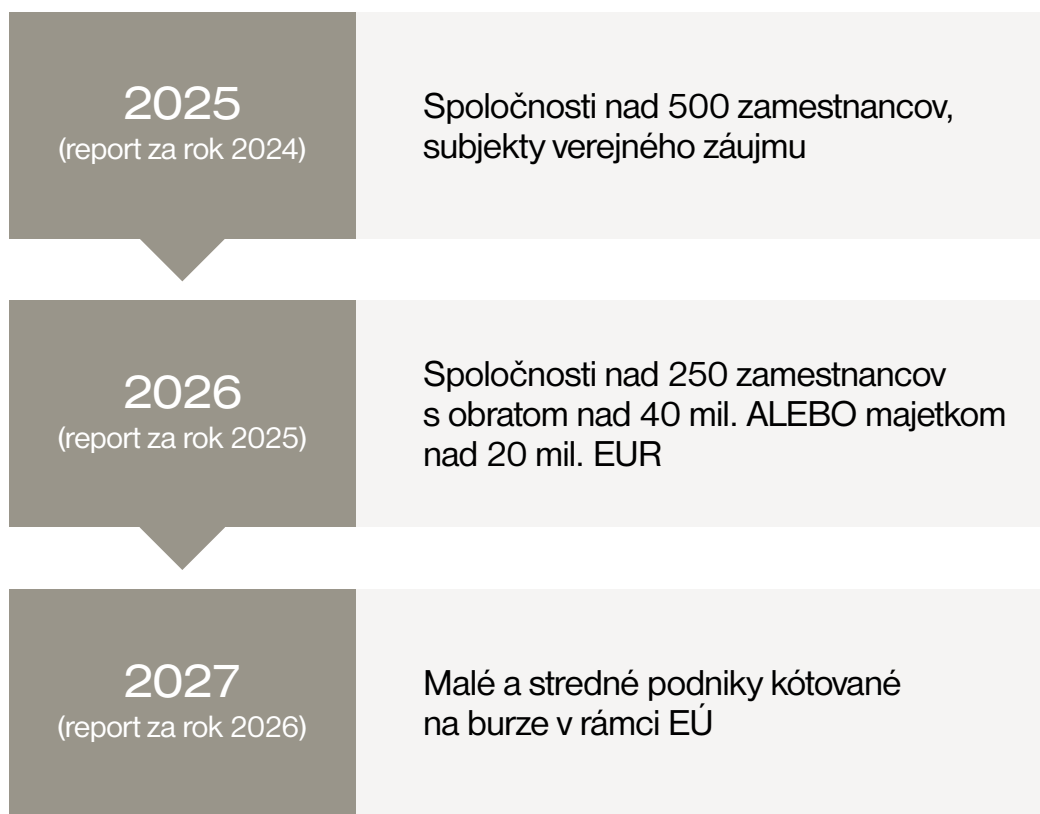 2025
(report za rok 2024)
Spoločnosti nad 500 zamestnancov,
subjekty verejného záujmu
2026
(report za rok 2025)
Spoločnosti nad 250 zamestnancov
s obratom nad 40 mil. ALEBO majetkom
nad 20 mil. EUR
2027
(report za rok 2026)
Malé a stredné podniky kótované
na burze v rámci EÚ